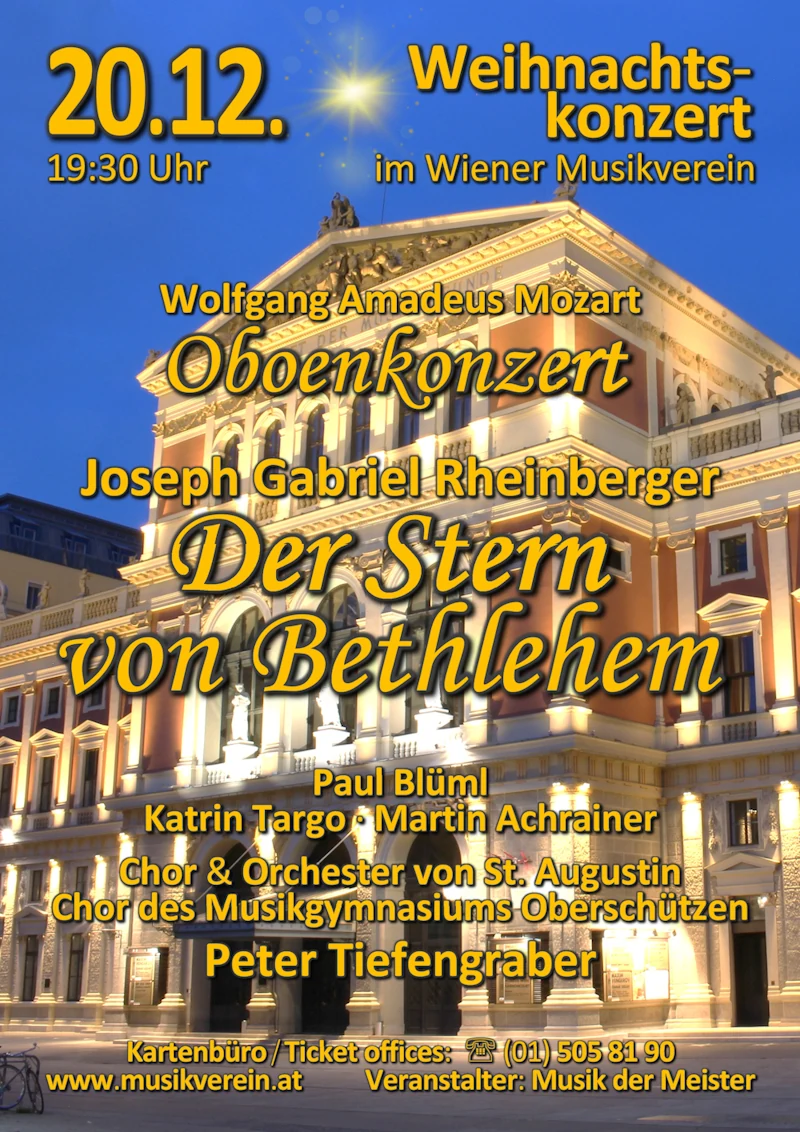 20.12.
19:30 Uhr
Weihnachts-
konzert
im Wiener Musikverein
Wolfgang Amadeus Mozart
Oboenkonzert
Joseph Gabriel Rheinberger
Der Stern
von Bethlehem
Paul Blüml
Katrin Targo · Martin Achrainer
Chor & Orchester von St. Augustin
Chor des Musikgymnasiums Oberschützen
Peter Tiefengraber
Kartenbüro / Ticket offices: ☏ (01) 505 81 90
www.musikverein.at Veranstalter: Musik der Meister